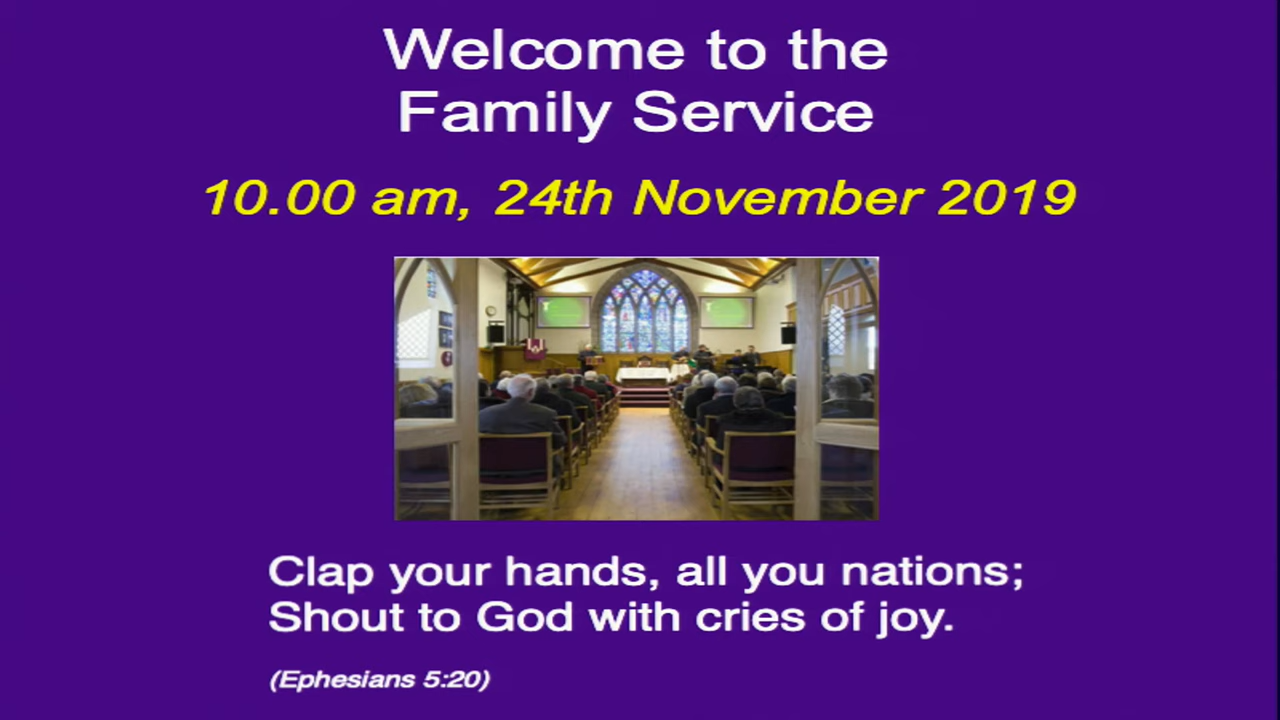 Welcome to the
Family Service
10.00 am, 24th November 2019
Clap your hands, all you nations;
Shout to God with cries of joy.
(Ephesians 5:20)